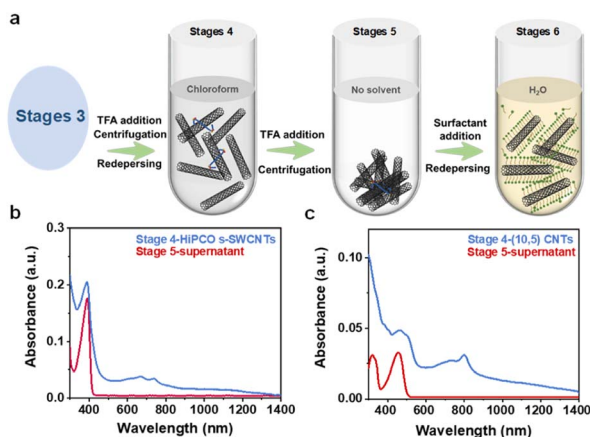 a
Stages 3
TFA addition
Centrifugation
Redepersing
Stages 4
Chloroform
TFA addition
Centrifugation
Stages 5
No solvent
Surfactant
addition
Redepersing
Stages 6
H₂O
b
Stage 4-HiPCO s-SWCNTs
Stage 5-supernatant
Absorbance (a.u.)
0.3
0.2
0.1
0.0
400 600 800 1000 1200 1400
Wavelength (nm)
c
Stage 4-(10,5) CNTs
Stage 5-supernatant
Absorbance (a.u.)
0.10
0.05
0.00
400 600 800 1000 1200 1400
Wavelength (nm)